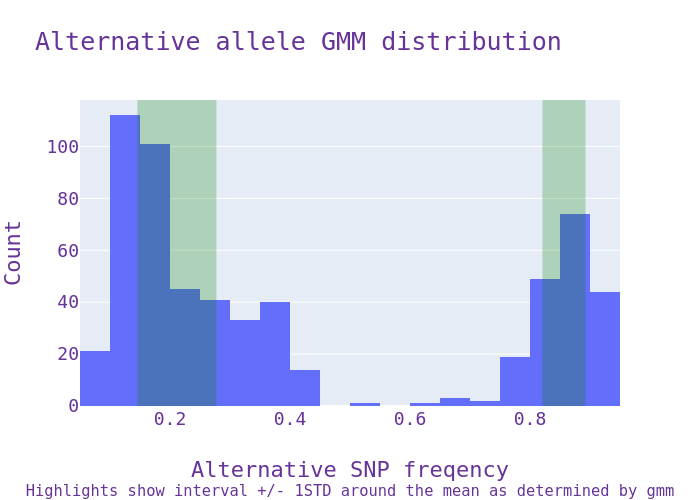 Alternative allele GMM distribution
Count
100
80
60
40
20
0
0.2 0.4 0.6 0.8
Alternative SNP freqency
Highlights show interval +/- 1STD around the mean as determined by gmm